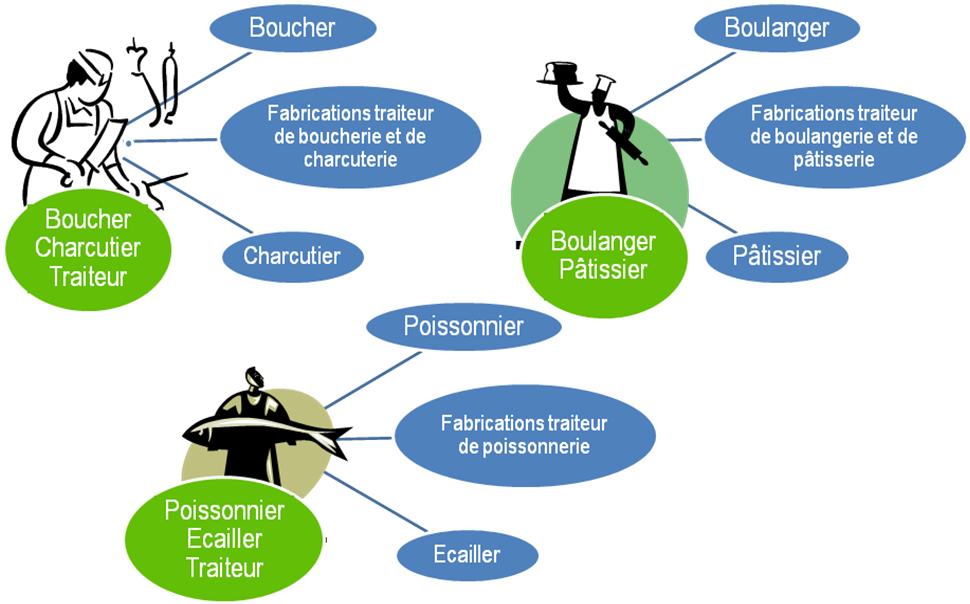 Boucher
Fabrications traiteur
de boucherie et de
charcuterie
Charcutier
Boucher
Charcutier
Traiteur
Boulanger
Fabrications traiteur
de boulangerie et de
pâtisserie
Pâtissier
Boulanger
Pâtissier
Poissonnier
Fabrications traiteur
de poissonnerie
Ecailler
Poissonnier
Ecailler
Traiteur